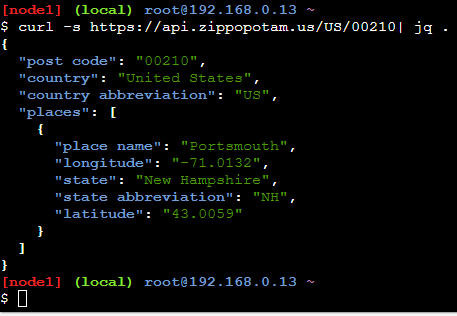 [node1] (local) root@192.168.0.13 ~
$ curl -s https://api.zippopotam.us/US/00210| jq .
{
  "post code": "00210",
  "country": "United States",
  "country abbreviation": "US",
  "places": [
    {
      "place name": "Portsmouth",
      "longitude": "-71.0132",
      "state": "New Hampshire",
      "state abbreviation": "NH",
      "latitude": "43.0059"
    }
  ]
}
[node1] (local) root@192.168.0.13 ~
$